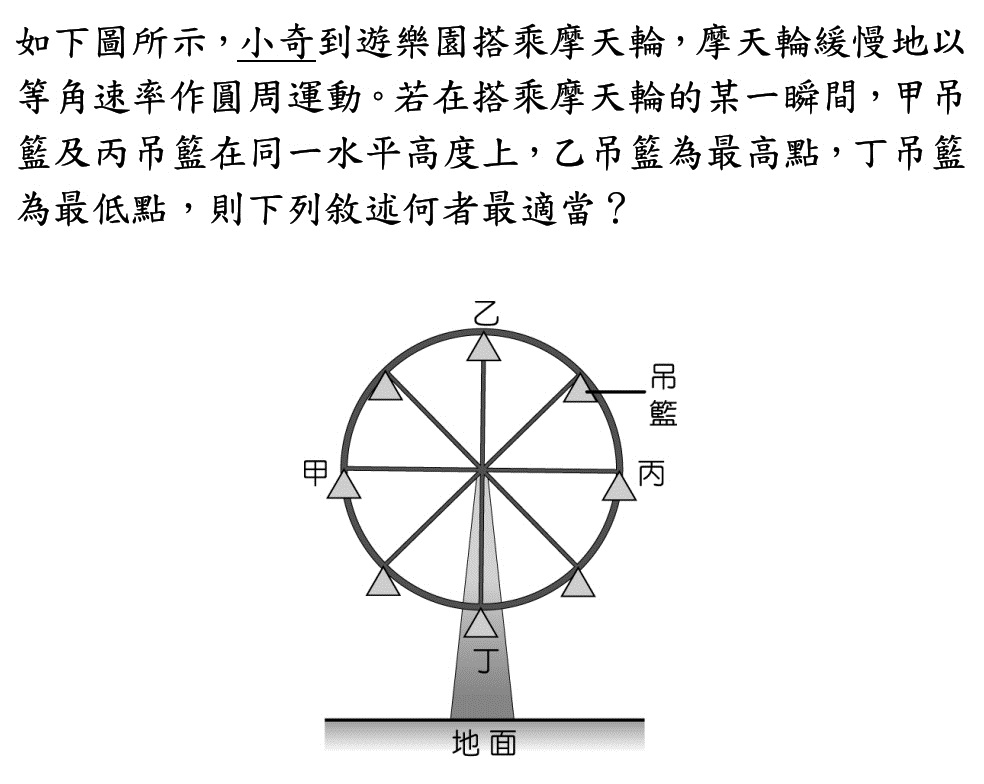 如下圖所示，小奇到遊樂園搭乘摩天輪，摩天輪緩慢地以
等角速率作圓周運動。若在搭乘摩天輪的某一瞬間，甲吊
籃及丙吊籃在同一水平高度上，乙吊籃為最高點，丁吊籃
為最低點，則下列敘述何者最適當？
乙
吊
籃
甲
丙
丁
地面